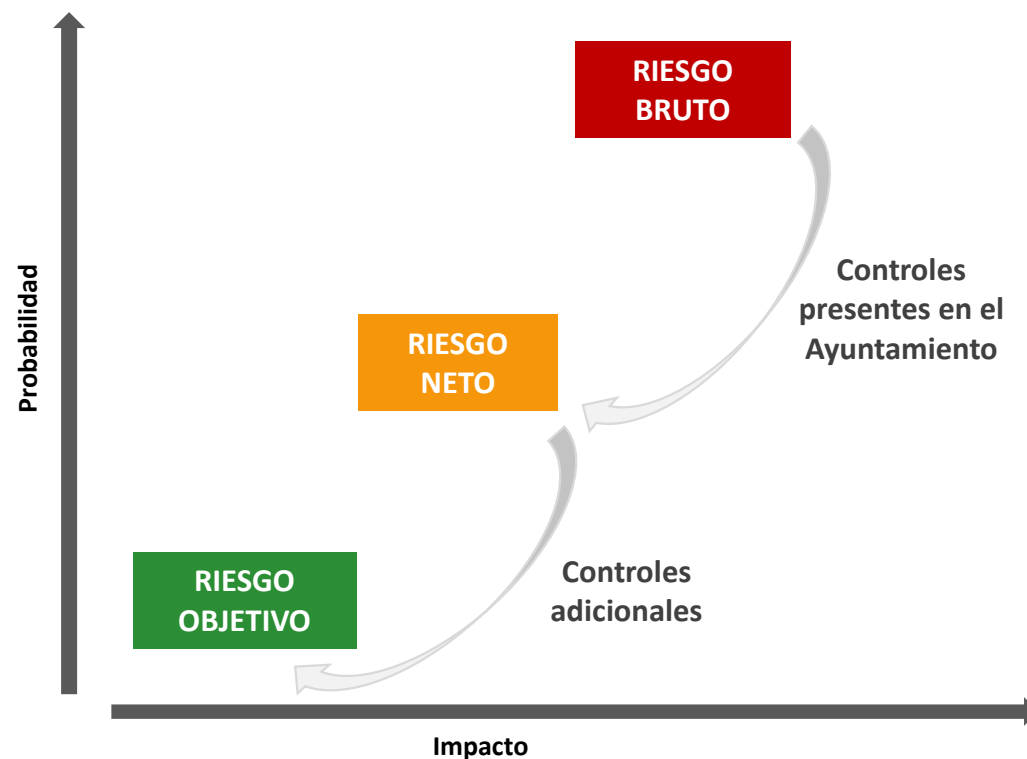 RIESGO
BRUTO
Controles
presentes en el
Ayuntamiento
Probabilidad
RIESGO
NETO
Controles
adicionales
RIESGO
OBJETIVO
Impacto